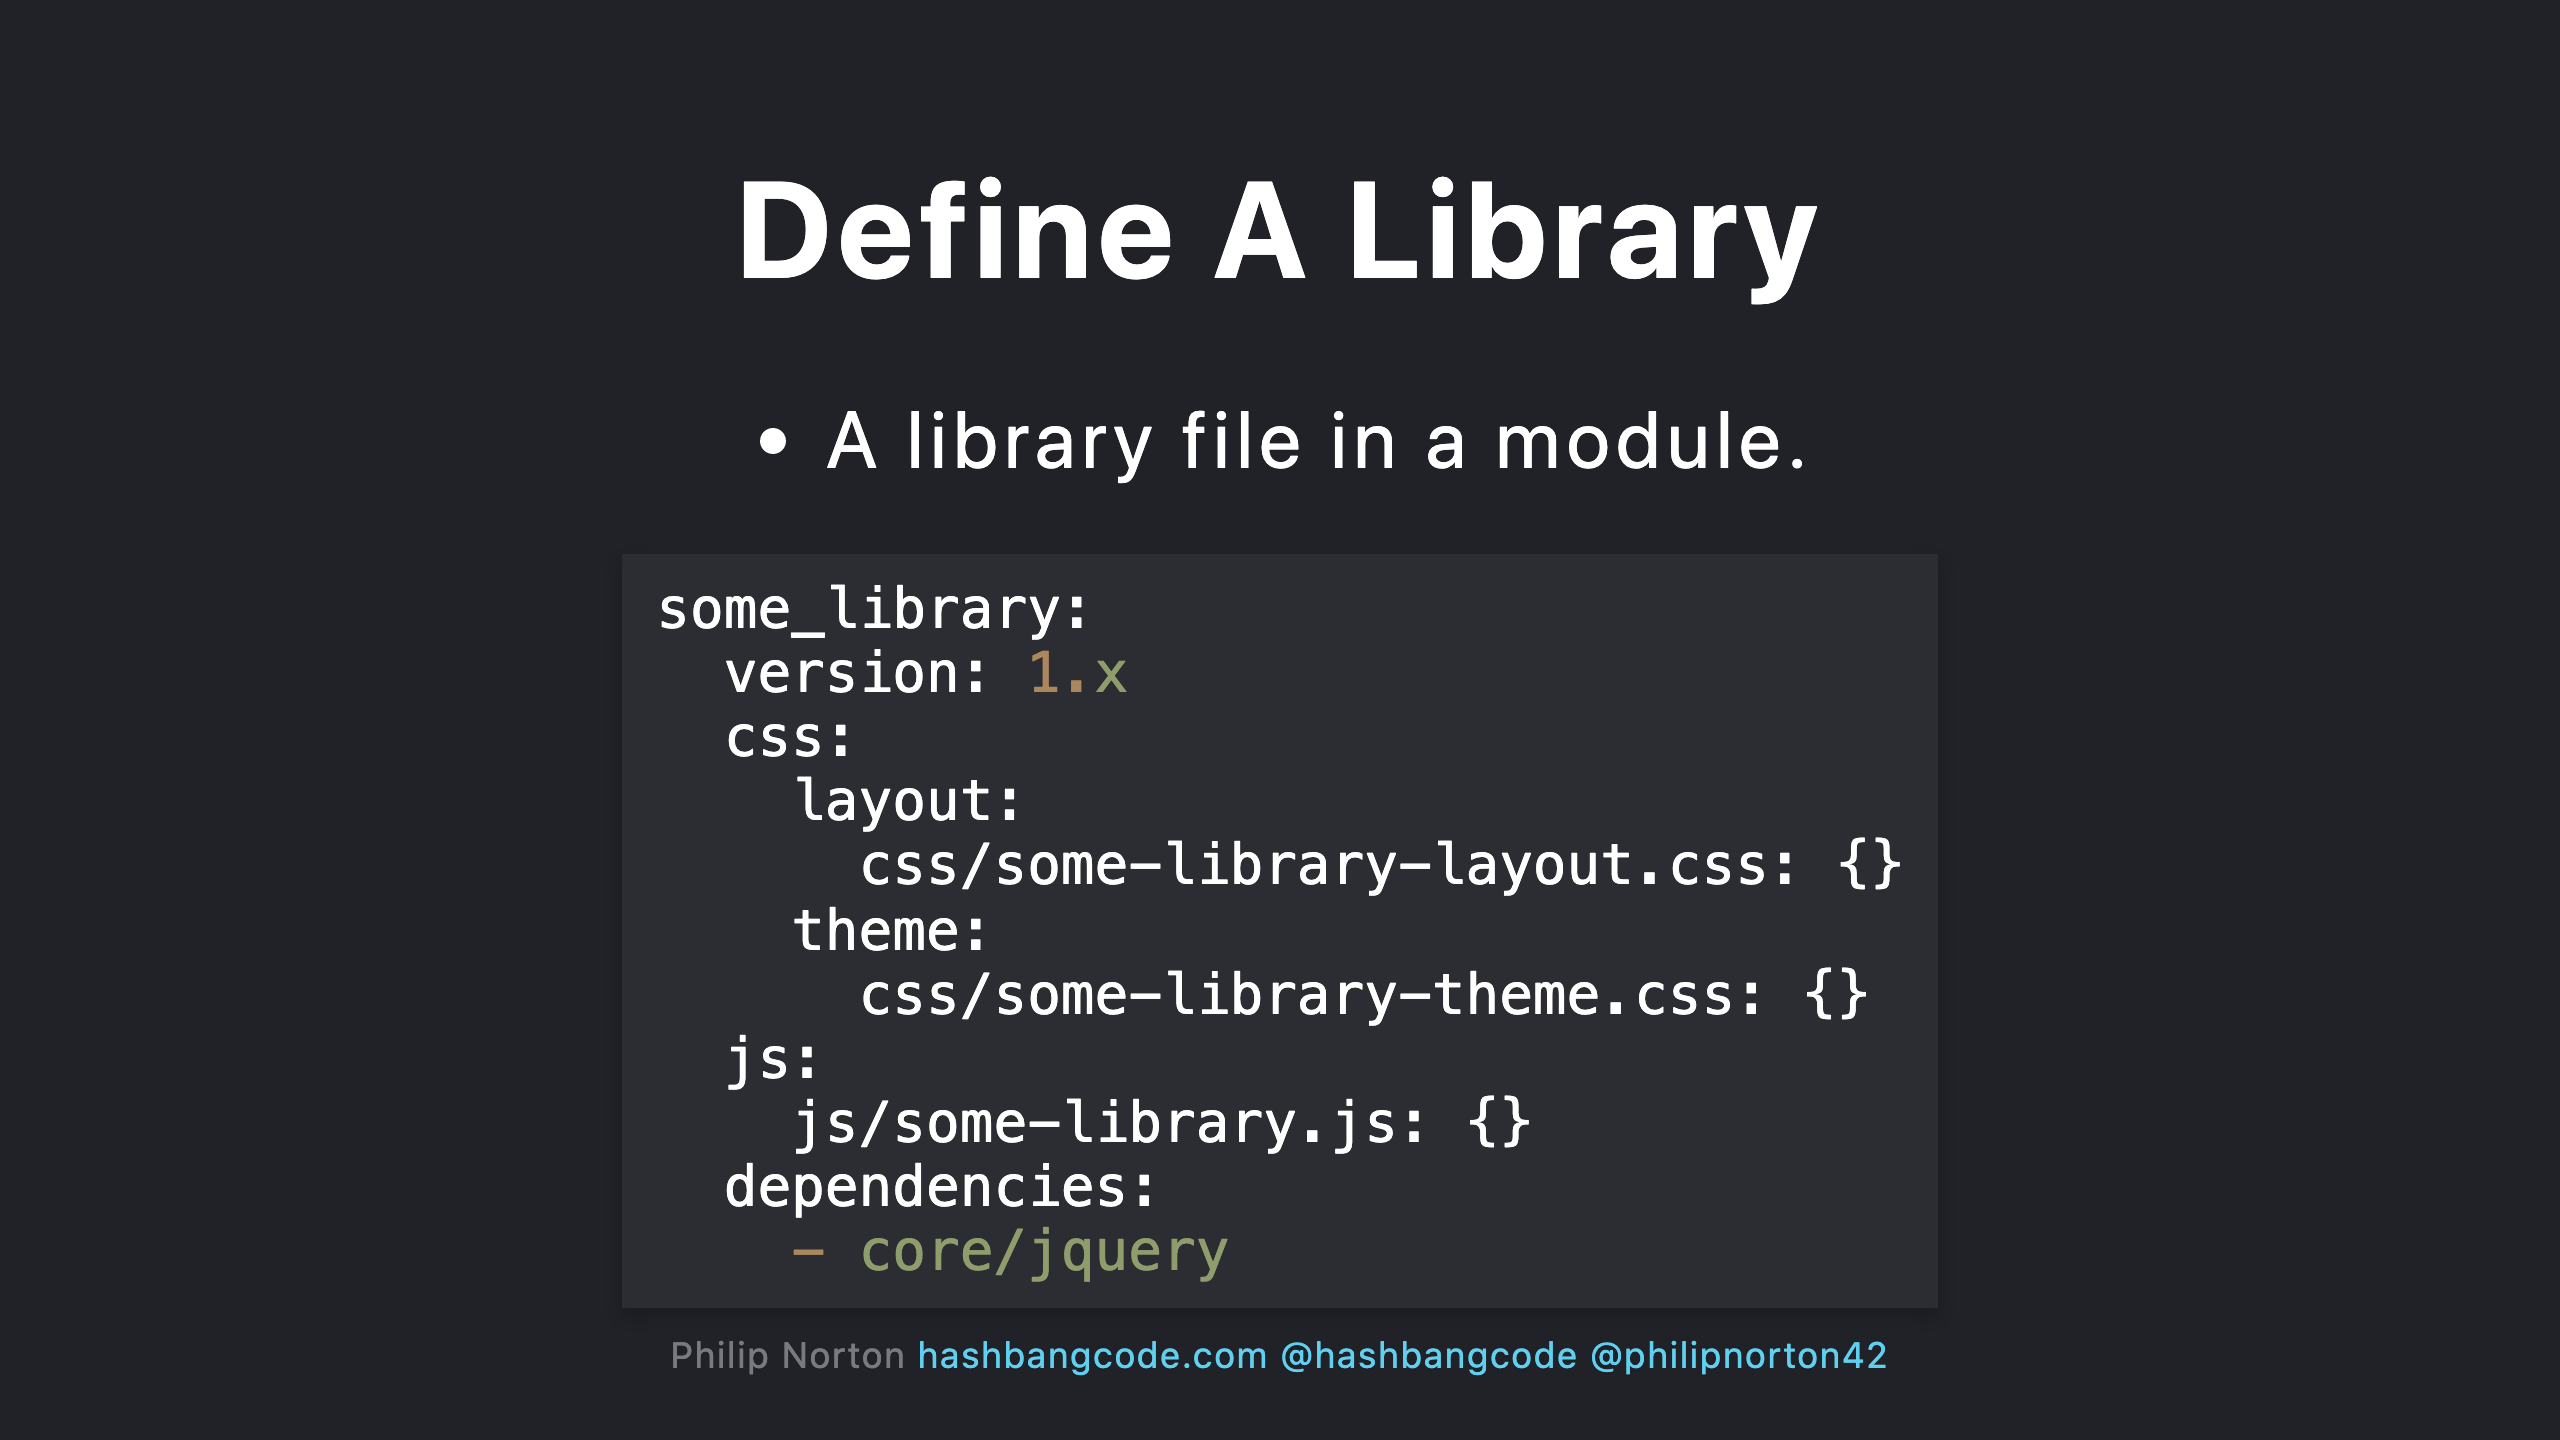 Define A Library
• A library file in a module.
some_library:
  version: 1.x
  css:
    layout:
      css/some-library-layout.css: {}
    theme:
      css/some-library-theme.css: {}
  js:
    js/some-library.js: {}
  dependencies:
    - core/jquery
Philip Norton hashbangcode.com @hashbangcode @philipnorton42